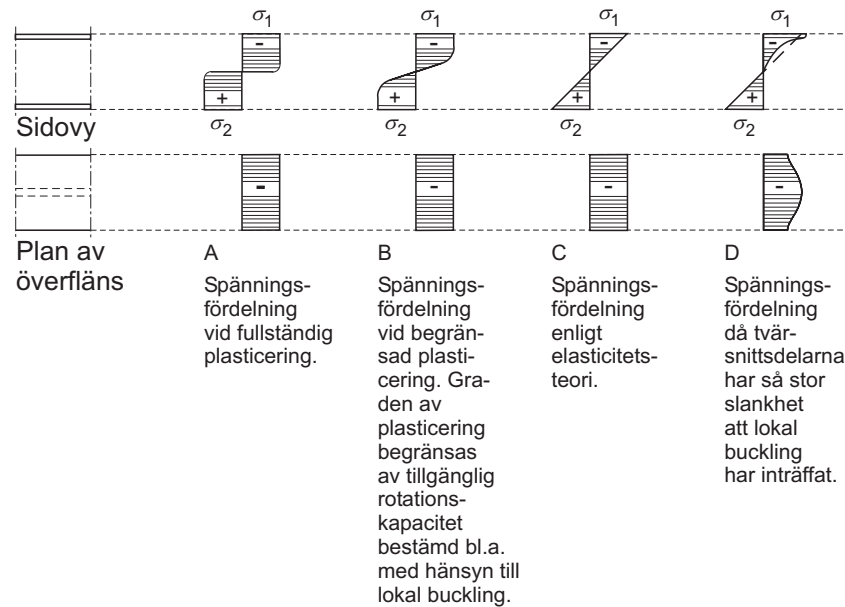 σ1 σ1 σ1 σ1
- - - -
+ + + +
Sidovy
σ2 σ2 σ2 σ2
- - - -
Plan av
överfläns
A
Spännings-
fördelning
vid fullständig
plasticering.
B
Spännings-
fördelning
vid begrän-
sad plasti-
cering. Gra-
den av
plasticering
begränsas
av tillgänglig
rotations-
kapacitet
bestämd bl.a.
med hänsyn till
lokal buckling.
C
Spännings-
fördelning
enligt
elasticitets-
teori.
D
Spännings-
fördelning
då tvär-
snittsdelarna
har så stor
slankhet
att lokal
buckling
har inträffat.